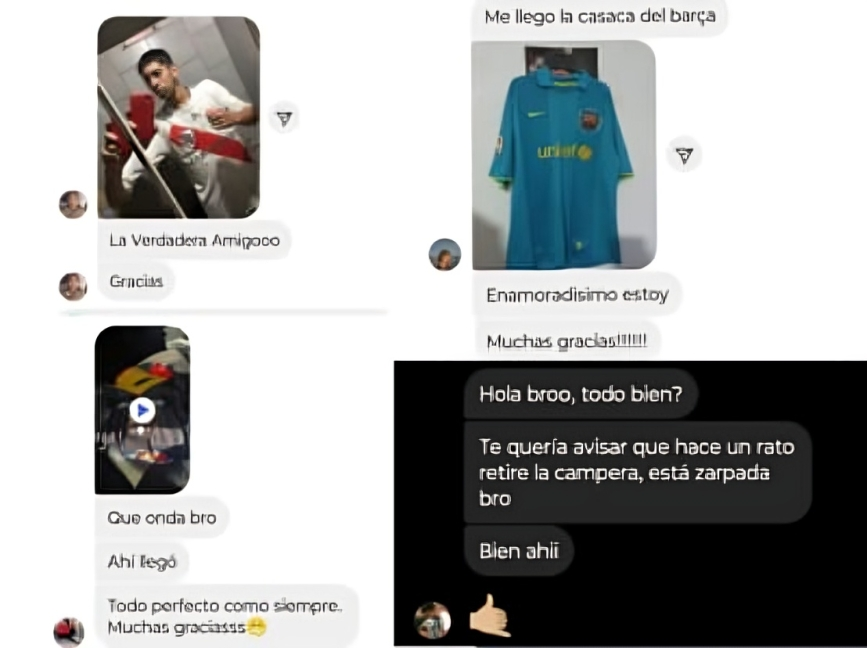 La Verdadera Amigooo
Gracias
Que onda bro
Ahí llegó
Todo perfecto como siempre.
Muchas graciasss
Me llego la casaca del barça
unicef
Enamoradisimo estoy
Muchas gracias!!!!!!!
Hola broo, todo bien?
Te quería avisar que hace un rato
retire la campera, está zarpada
bro
Bien ahii